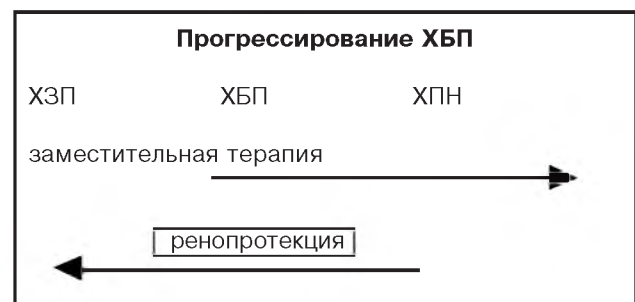 Прогрессирование ХБП
ХЗП ХБП ХПН
заместительная терапия
ренопротекция